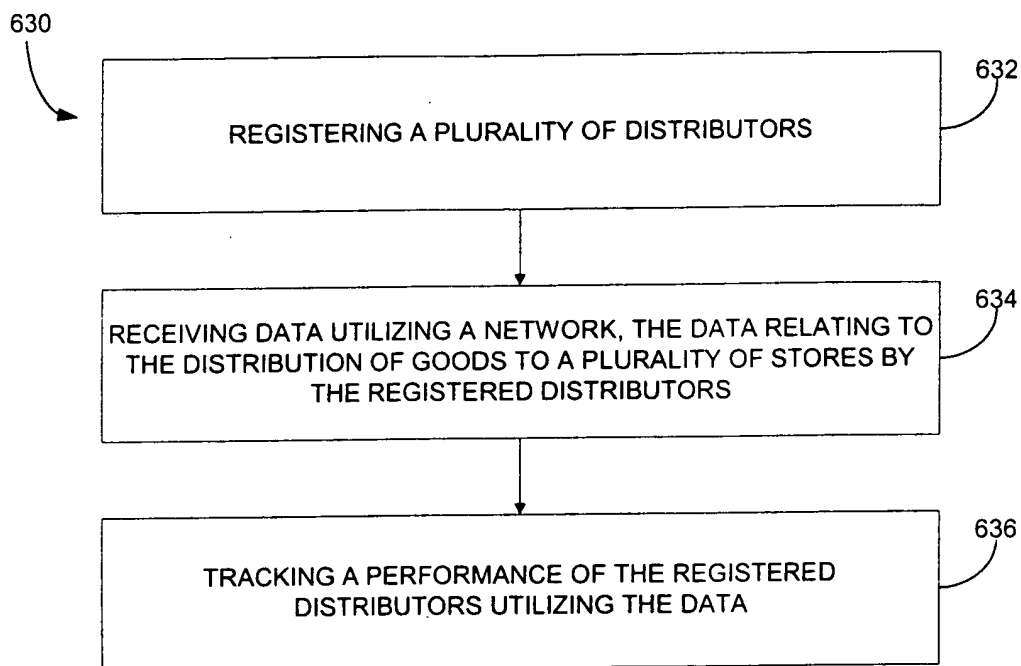 630
632
REGISTERING A PLURALITY OF DISTRIBUTORS
634
RECEIVING DATA UTILIZING A NETWORK, THE DATA RELATING TO
THE DISTRIBUTION OF GOODS TO A PLURALITY OF STORES BY
THE REGISTERED DISTRIBUTORS
636
TRACKING A PERFORMANCE OF THE REGISTERED
DISTRIBUTORS UTILIZING THE DATA